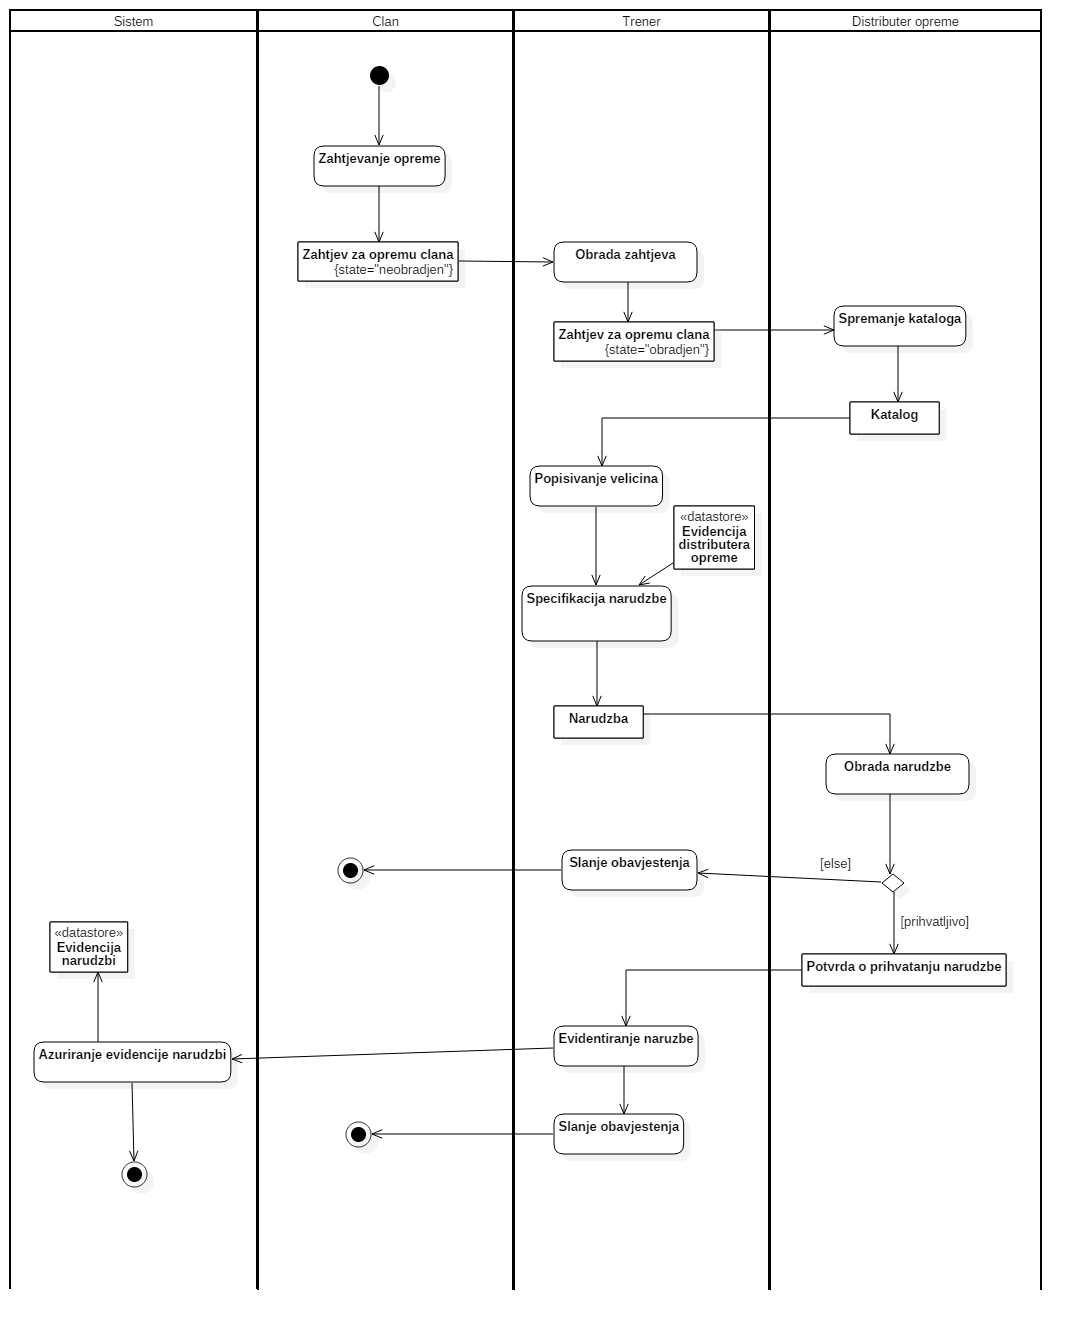 Sistem
Clan
Trener
Distributer opreme
Zahtjevanje opreme
Zahtjev za opremu clana
{state="neobradjen"}
Obrada zahtjeva
Zahtjev za opremu clana
{state="obradjen"}
Spremanje kataloga
Katalog
Popisivanje velicina
«datastore»
Evidencija
distributera
opreme
Specifikacija narudzbe
Narudzba
Obrada narudzbe
Slanje obavjestenja
[else]
[prihvatljivo]
«datastore»
Evidencija
narudzbi
Potvrda o prihvatanju narudzbe
Azuriranje evidencije narudzbi
Evidentiranje naruzbe
Slanje obavjestenja